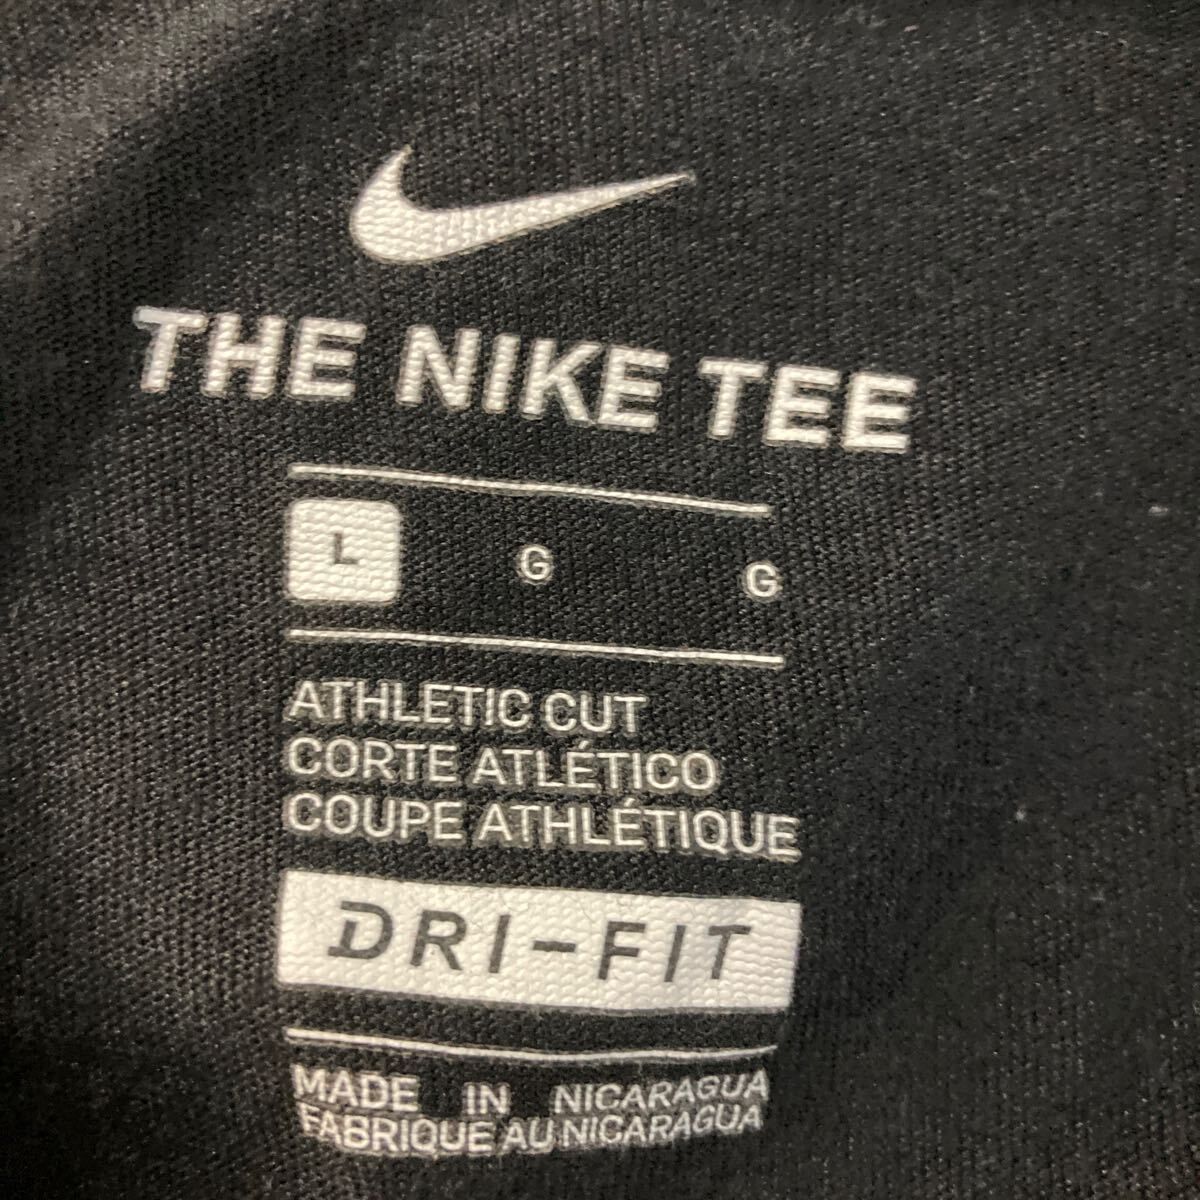 THE NIKE TEE
L G G
ATHLETIC CUT
CORTE ATLÉTICO
COUPE ATHLÉTIQUE
DRI-FIT
MADE IN NICARAGUA
FABRIQUE AU NICARAGUA